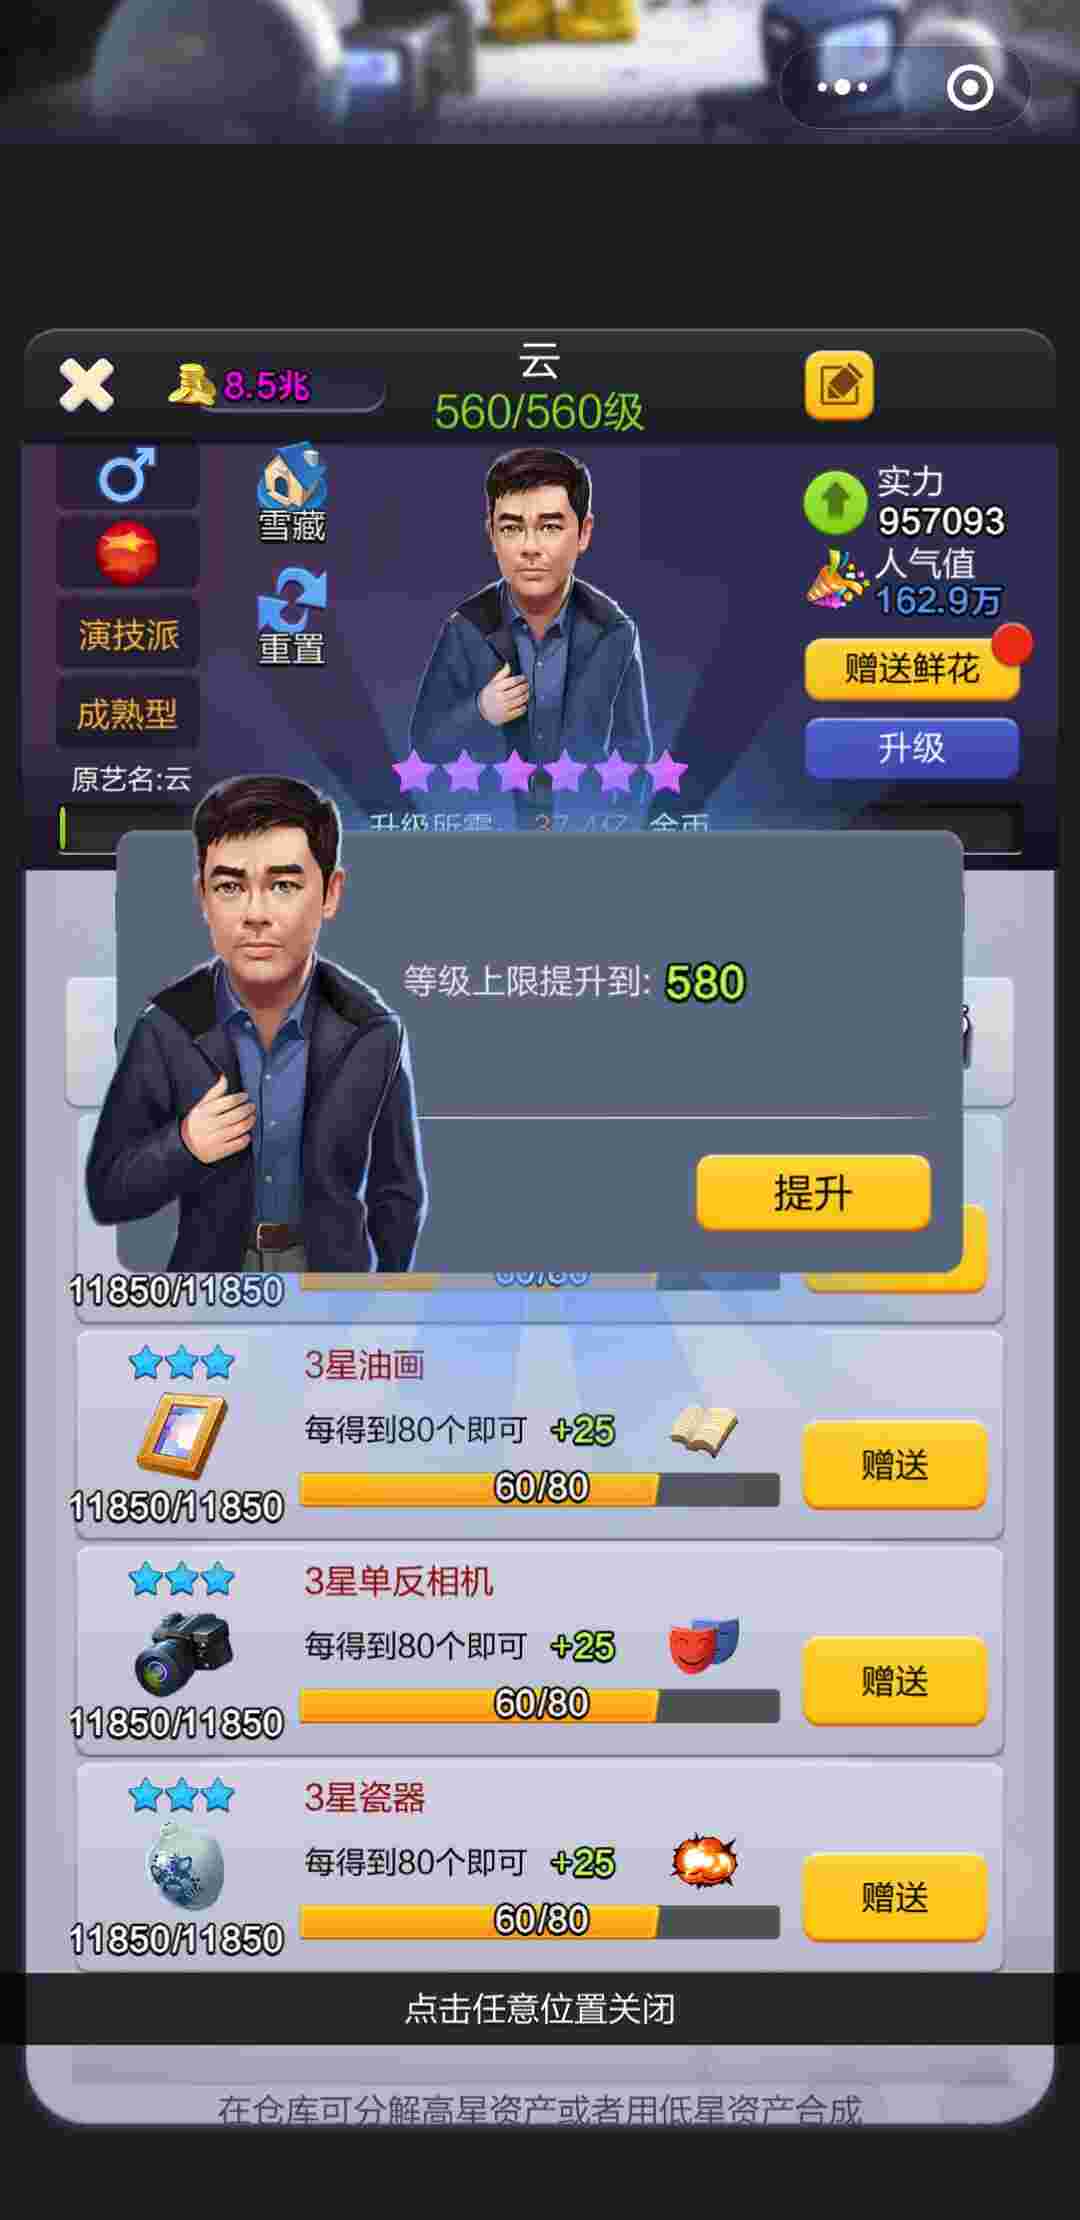 云
8.5兆
560/560级
雪藏
重置
演技派
成熟型
原艺名:云
实力
957093
人气值
162.9万
赠送鲜花
升级
升级所需: 37.4亿 金币
等级上限提升到: 580
提升
11850/11850
60/80
3星油画
每得到80个即可 +25
60/80
11850/11850
赠送
3星单反相机
每得到80个即可 +25
60/80
11850/11850
赠送
3星瓷器
每得到80个即可 +25
60/80
11850/11850
赠送
点击任意位置关闭
在仓库可分解高星资产或者用低星资产合成